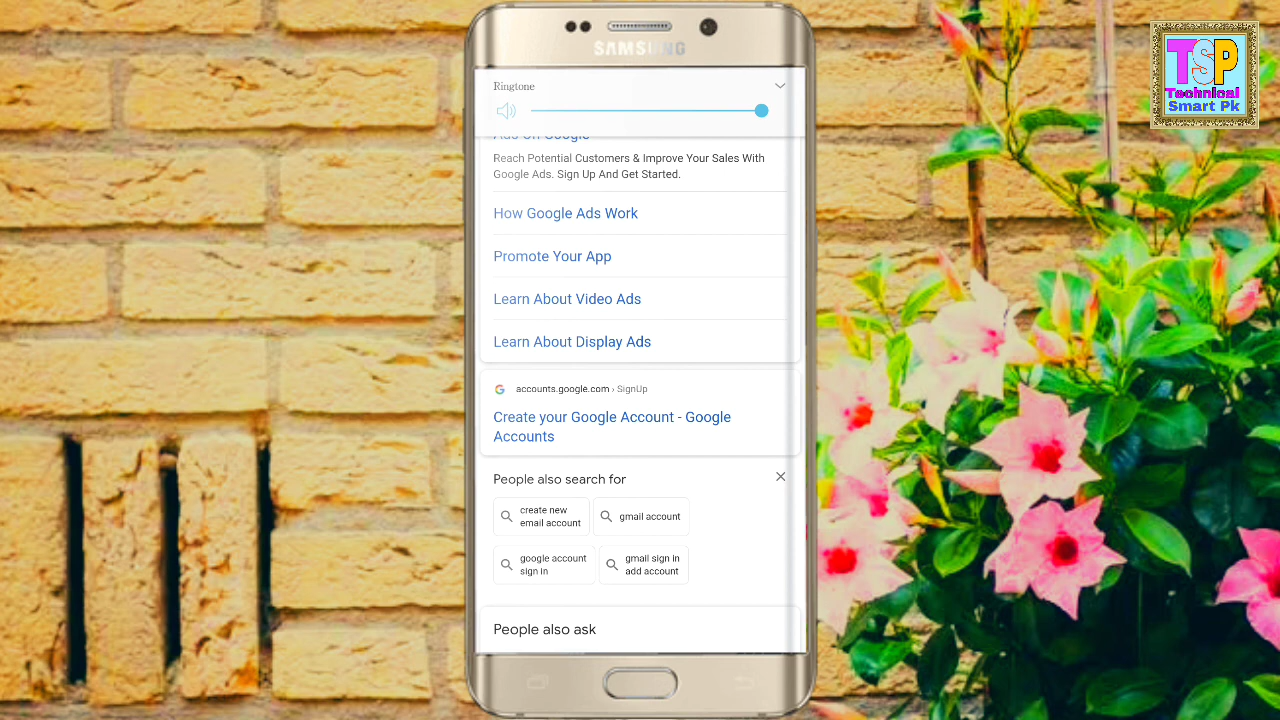 SAMSUNG
TSP
Technical
Smart Pk
Ringtone
Ads On Google
Reach Potential Customers & Improve Your Sales With
Google Ads. Sign Up And Get Started.
How Google Ads Work
Promote Your App
Learn About Video Ads
Learn About Display Ads
accounts.google.com › SignUp
Create your Google Account - Google
Accounts
People also search for
create new
email account
gmail account
google account
sign in
gmail sign in
add account
People also ask